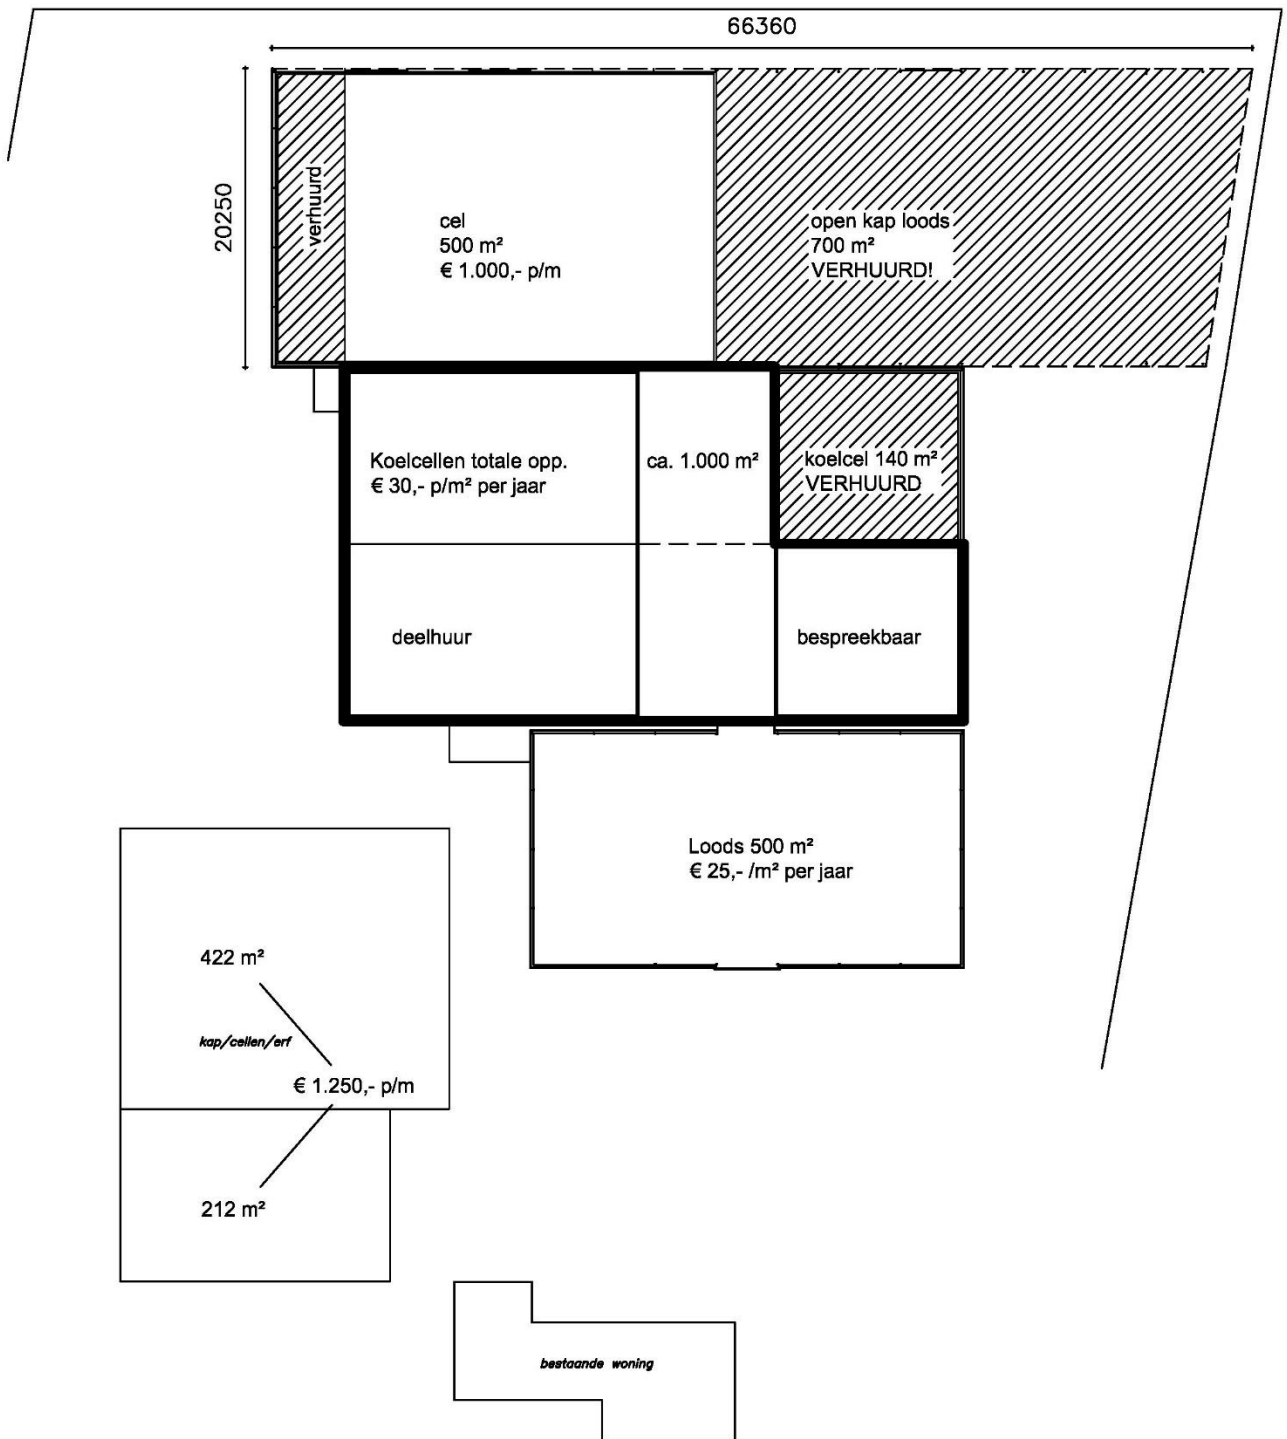 66360
20250
verhuurd
cel
500 m²
€ 1.000,- p/m
open kap loods
700 m²
VERHUURD!
Koelcellen totale opp.
€ 30,- p/m² per jaar
ca. 1.000 m²
koelcel 140 m²
VERHUURD
deelhuur
bespreekbaar
Loods 500 m²
€ 25,- /m² per jaar
422 m²
kap/cellen/erf
€ 1.250,- p/m
212 m²
bestaande woning